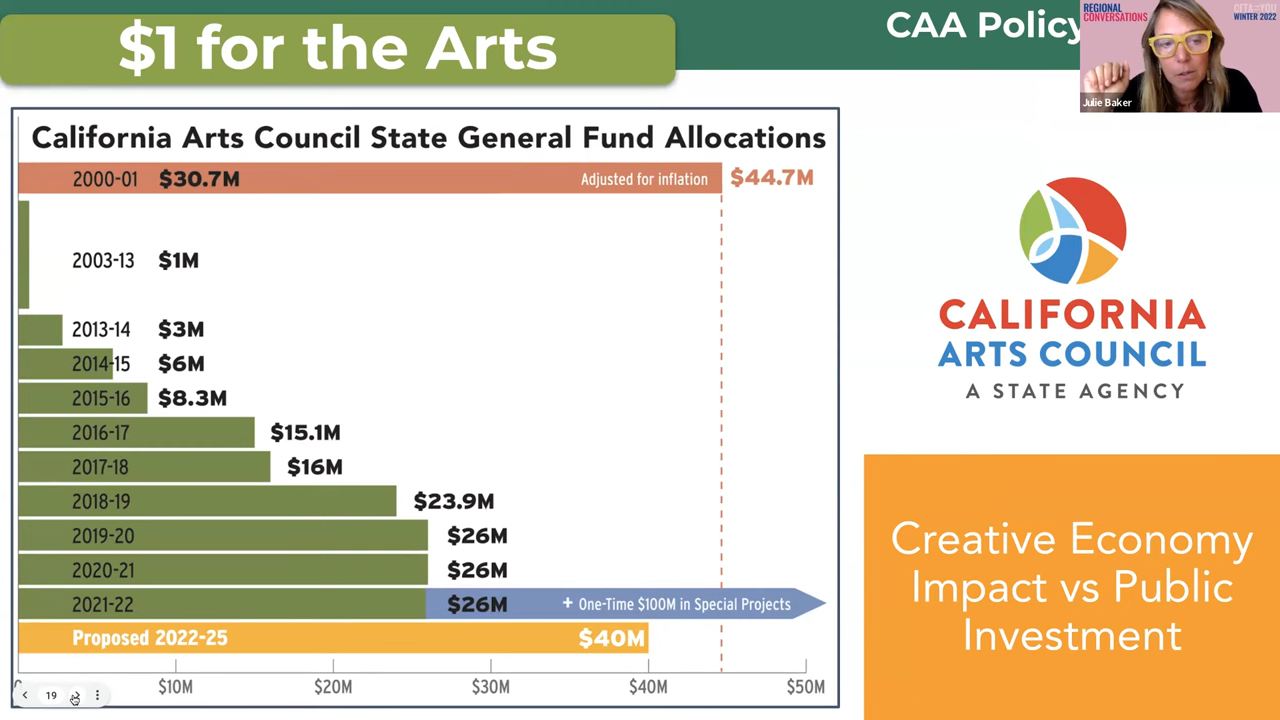 $1 for the Arts
CAA Policy
REGIONAL
CONVERSATIONS
CETA=YOU
WINTER 2022
Julie Baker
California Arts Council State General Fund Allocations
2000-01 $30.7M Adjusted for inflation $44.7M
2003-13 $1M
2013-14 $3M
2014-15 $6M
2015-16 $8.3M
2016-17 $15.1M
2017-18 $16M
2018-19 $23.9M
2019-20 $26M
2020-21 $26M
2021-22 $26M + One-Time $100M in Special Projects
Proposed 2022-25 $40M
$10M $20M $30M $40M $50M
19
CALIFORNIA
ARTS COUNCIL
A STATE AGENCY
Creative Economy
Impact vs Public
Investment